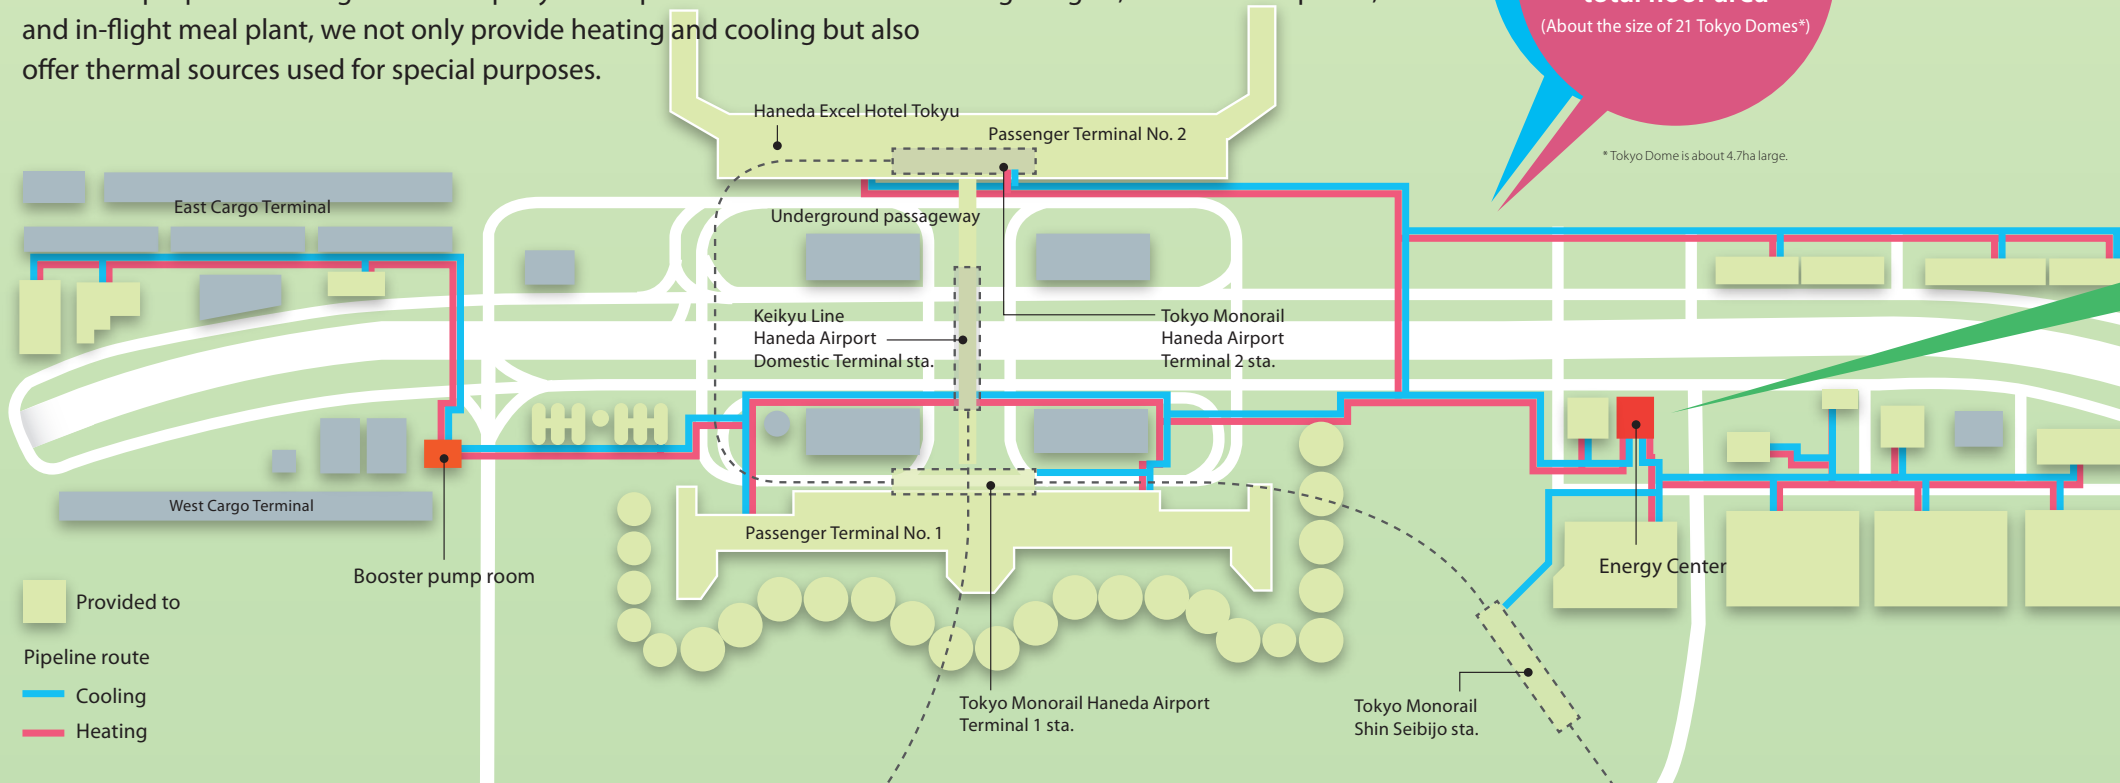 and in-flight meal plant, we not only provide heating and cooling but also
offer thermal sources used for special purposes.
total floor area
(About the size of 21 Tokyo Domes*)
* Tokyo Dome is about 4.7ha large.
Haneda Excel Hotel Tokyu
Passenger Terminal No. 2
East Cargo Terminal
Underground passageway
Keikyu Line
Haneda Airport
Domestic Terminal sta.
Tokyo Monorail
Haneda Airport
Terminal 2 sta.
West Cargo Terminal
Passenger Terminal No. 1
Booster pump room
Energy Center
Provided to
Pipeline route
Cooling
Heating
Tokyo Monorail Haneda Airport
Terminal 1 sta.
Tokyo Monorail
Shin Seibijo sta.